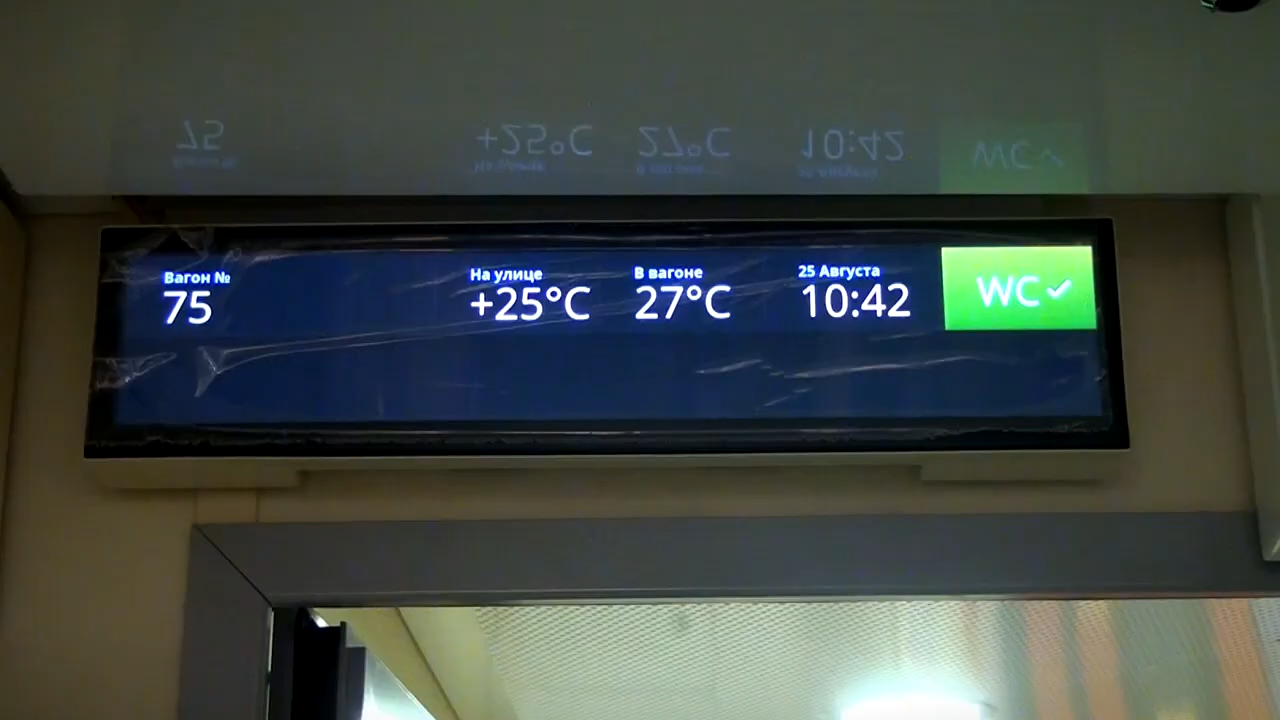 Вагон №
75
На улице
+25°C
В вагоне
27°C
25 Августа
10:42
WC ✓